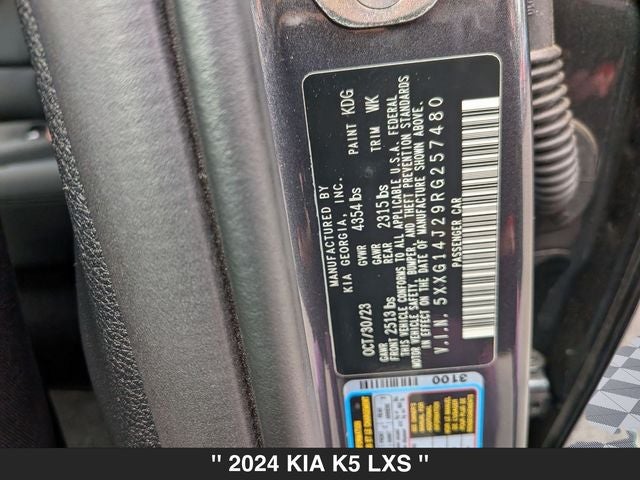 MANUFACTURED BY
KIA GEORGIA, INC.
PAINT KDG
OCT/30/23 GVWR 4354 lbs TRIM WK
GAWR FRONT 2513 lbs GAWR REAR 2315 lbs
THIS VEHICLE CONFORMS TO ALL APPLICABLE U.S.A. FEDERAL
MOTOR VEHICLE SAFETY, BUMPER, AND THEFT PREVENTION STANDARDS
IN EFFECT ON THE DATE OF MANUFACTURE SHOWN ABOVE.
V.I.N. 5XXG14J29RG257480
PASSENGER CAR
3100
" 2024 KIA K5 LXS "